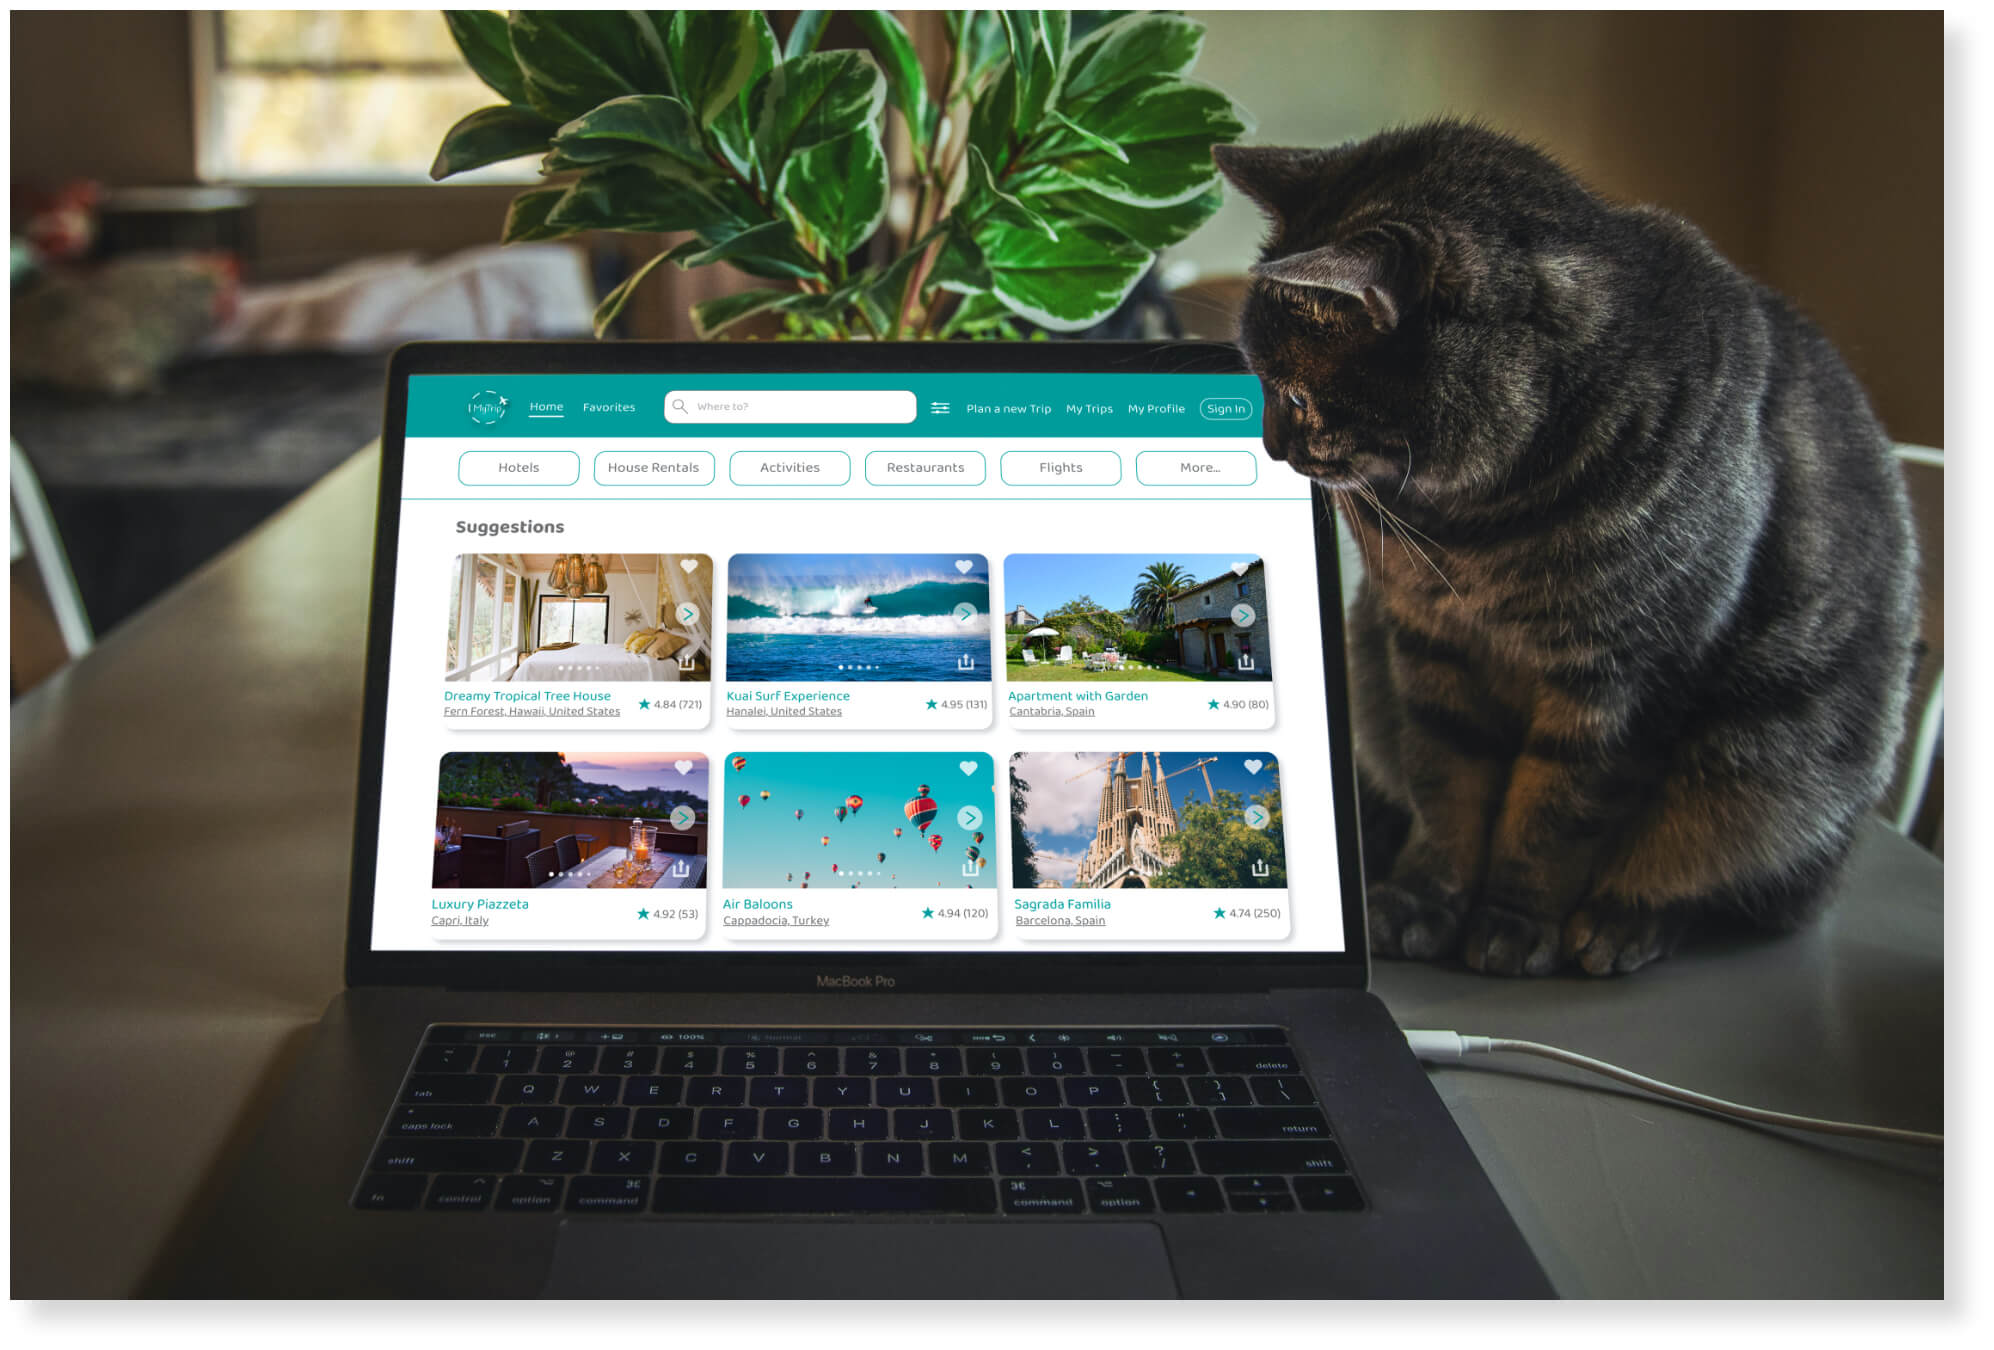 MyTrip
Home
Favorites
Where to?
Plan a new Trip
My Trips
My Profile
Sign In
Hotels
House Rentals
Activities
Restaurants
Flights
More...
Suggestions
Dreamy Tropical Tree House
Fern Forest, Hawaii, United States
4.84 (721)
Kuai Surf Experience
Hanalei, United States
4.95 (131)
Apartment with Garden
Cantabria, Spain
4.90 (80)
Luxury Piazzeta
Capri, Italy
4.92 (53)
Air Baloons
Cappadocia, Turkey
4.94 (120)
Sagrada Familia
Barcelona, Spain
4.74 (250)
MacBook Pro
esc
100%
Normal
~ ! @ # $ % ^ & * ( ) — +
` 1 2 3 4 5 6 7 8 9 0 - = delete
tab Q W E R T Y U I O P { [ } ] | \
caps lock A S D F G H J K L : ; " ' return
shift Z X C V B N M < , > . ? / shift
fn control option command ⌘ ⌘ command option